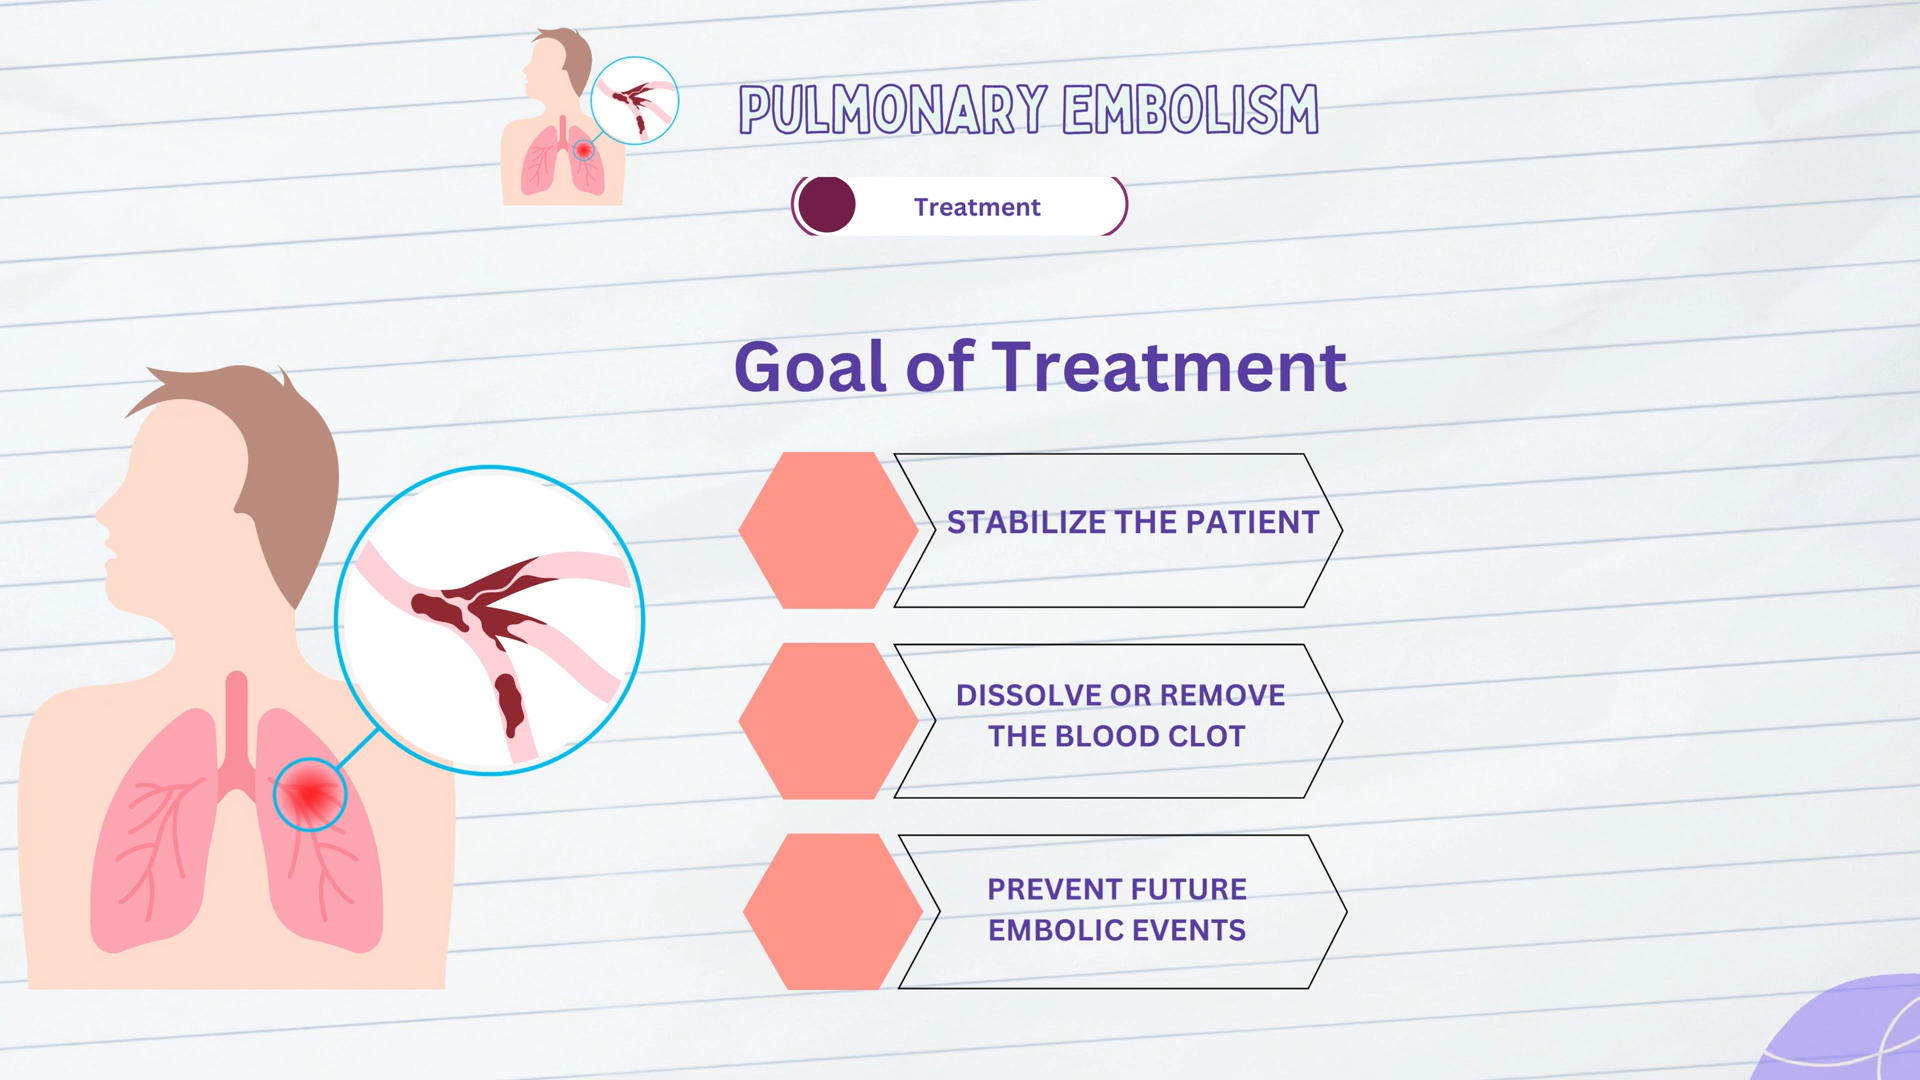 PULMONARY EMBOLISM
Treatment
Goal of Treatment
STABILIZE THE PATIENT
DISSOLVE OR REMOVE
THE BLOOD CLOT
PREVENT FUTURE
EMBOLIC EVENTS